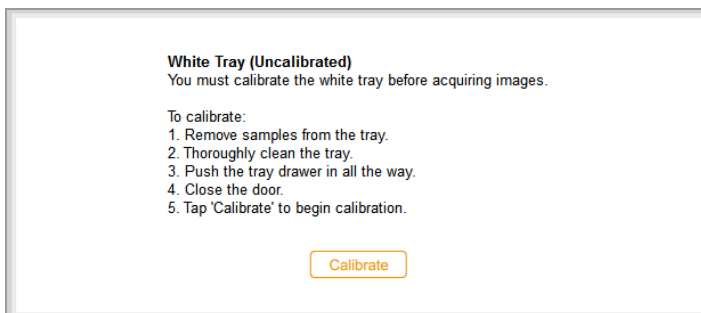 White Tray (Uncalibrated)
You must calibrate the white tray before acquiring images.
To calibrate:
1. Remove samples from the tray.
2. Thoroughly clean the tray.
3. Push the tray drawer in all the way.
4. Close the door.
5. Tap 'Calibrate' to begin calibration.
Calibrate